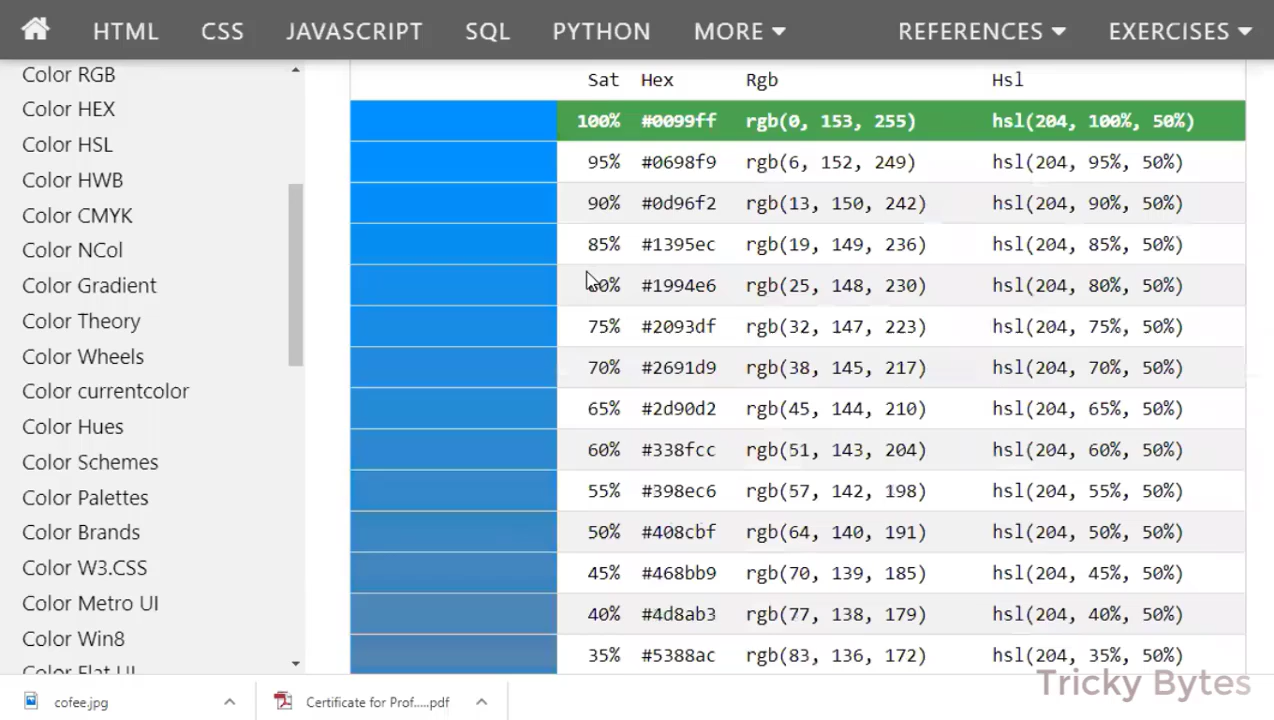 HTML CSS JAVASCRIPT SQL PYTHON MORE REFERENCES EXERCISES
Color RGB
Color HEX
Color HSL
Color HWB
Color CMYK
Color NCol
Color Gradient
Color Theory
Color Wheels
Color currentcolor
Color Hues
Color Schemes
Color Palettes
Color Brands
Color W3.CSS
Color Metro UI
Color Win8
Color Flat UI
Sat Hex Rgb Hsl
100% #0099ff rgb(0, 153, 255) hsl(204, 100%, 50%)
95% #0698f9 rgb(6, 152, 249) hsl(204, 95%, 50%)
90% #0d96f2 rgb(13, 150, 242) hsl(204, 90%, 50%)
85% #1395ec rgb(19, 149, 236) hsl(204, 85%, 50%)
#1994e6 rgb(25, 148, 230) hsl(204, 80%, 50%)
75% #2093df rgb(32, 147, 223) hsl(204, 75%, 50%)
70% #2691d9 rgb(38, 145, 217) hsl(204, 70%, 50%)
65% #2d90d2 rgb(45, 144, 210) hsl(204, 65%, 50%)
60% #338fcc rgb(51, 143, 204) hsl(204, 60%, 50%)
55% #398ec6 rgb(57, 142, 198) hsl(204, 55%, 50%)
50% #408cbf rgb(64, 140, 191) hsl(204, 50%, 50%)
45% #468bb9 rgb(70, 139, 185) hsl(204, 45%, 50%)
40% #4d8ab3 rgb(77, 138, 179) hsl(204, 40%, 50%)
35% #5388ac rgb(83, 136, 172) hsl(204, 35%, 50%)
Tricky Bytes
cofee.jpg
Certificate for Prof.....pdf